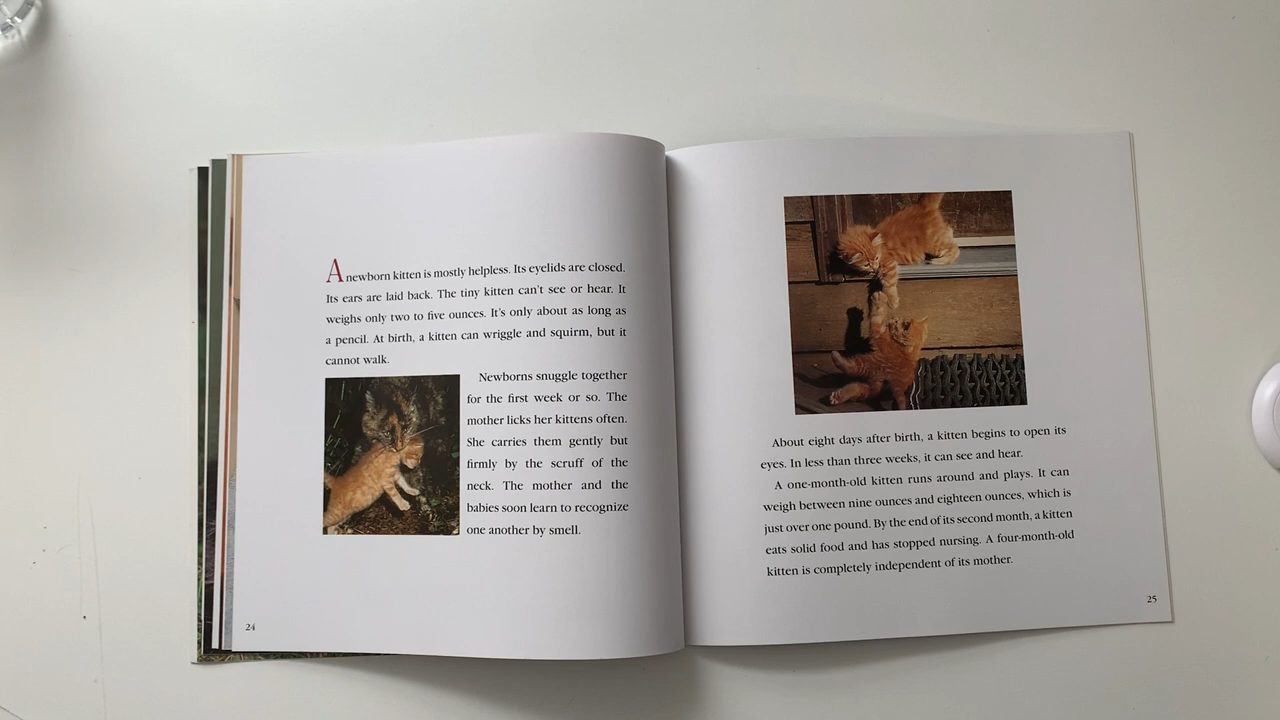 A newborn kitten is mostly helpless. Its eyelids are closed.
Its ears are laid back. The tiny kitten can't see or hear. It
weighs only two to five ounces. It's only about as long as
a pencil. At birth, a kitten can wriggle and squirm, but it
cannot walk.
Newborns snuggle together
for the first week or so. The
mother licks her kittens often.
She carries them gently but
firmly by the scruff of the
neck. The mother and the
babies soon learn to recognize
one another by smell.
24
About eight days after birth, a kitten begins to open its
eyes. In less than three weeks, it can see and hear.
A one-month-old kitten runs around and plays. It can
weigh between nine ounces and eighteen ounces, which is
just over one pound. By the end of its second month, a kitten
eats solid food and has stopped nursing. A four-month-old
kitten is completely independent of its mother.
25